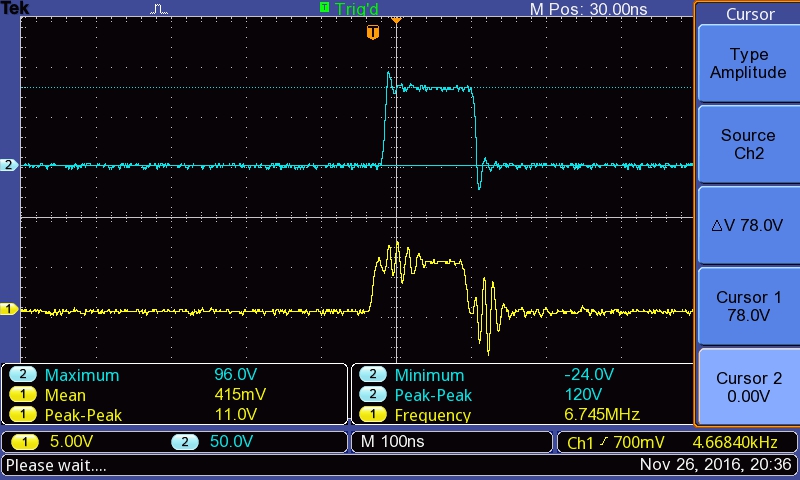 Tek Trig'd M Pos: 30.00ns Cursor
T
Type
Amplitude
Source
Ch2
2
△V 78.0V
Cursor 1
78.0V
1
Cursor 2
0.00V
2 Maximum 96.0V
1 Mean 415mV
1 Peak-Peak 11.0V
2 Minimum -24.0V
2 Peak-Peak 120V
1 Frequency 6.745MHz
1 5.00V 2 50.0V M 100ns Ch1 700mV 4.66840kHz
Please wait.... Nov 26, 2016, 20:36